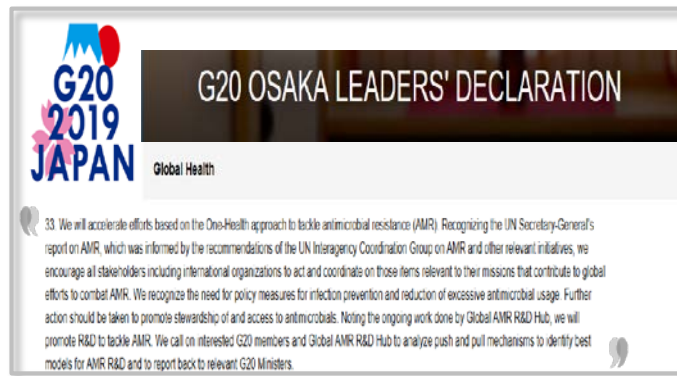 G20
2019
JAPAN
G20 OSAKA LEADERS' DECLARATION
Global Health
33. We will accelerate efforts based on the One-Health approach to tackle antimicrobial resistance (AMR). Recognizing the UN Secretary-General's
report on AMR, which was informed by the recommendations of the UN Interagency Coordination Group on AMR and other relevant initiatives, we
encourage all stakeholders including international organizations to act and coordinate on those items relevant to their missions that contribute to global
efforts to combat AMR. We recognize the need for policy measures for infection prevention and reduction of excessive antimicrobial usage. Further
action should be taken to promote stewardship of and access to antimicrobials. Noting the ongoing work done by Global AMR R&D Hub, we will
promote R&D to tackle AMR. We call on interested G20 members and Global AMR R&D Hub to analyze push and pull mechanisms to identify best
models for AMR R&D and to report back to relevant G20 Ministers.